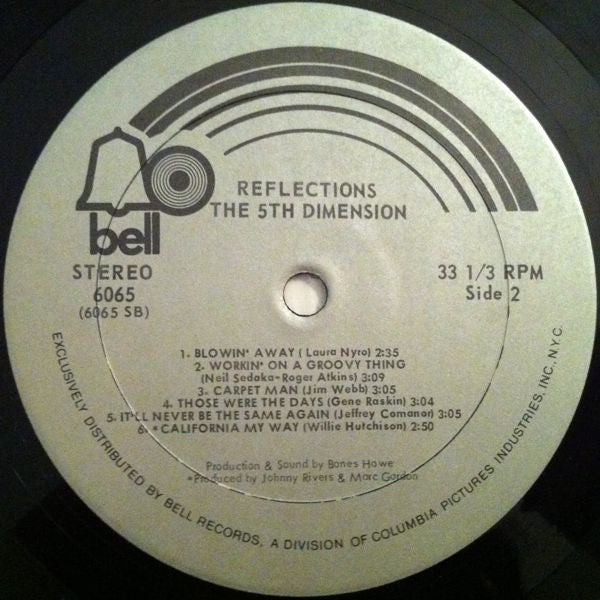 REFLECTIONS
THE 5TH DIMENSION
bell
STEREO
6065
(6065 SB)
33 1/3 RPM
Side 2
1. BLOWIN' AWAY ( Laura Nyro) 2:35
2. WORKIN' ON A GROOVY THING
(Neil Sedaka-Roger Atkins) 3:09
3. CARPET MAN (Jim Webb) 3:05
4. THOSE WERE THE DAYS (Gene Raskin) 3:04
5. IT'LL NEVER BE THE SAME AGAIN (Jeffrey Comanor) 3:05
6. *CALIFORNIA MY WAY (Willie Hutchison) 2:50
Production & Sound by Bones Howe
*Produced by Johnny Rivers & Marc Gordon
EXCLUSIVELY DISTRIBUTED BY BELL RECORDS, A DIVISION OF COLUMBIA PICTURES INDUSTRIES, INC. N.Y.C.